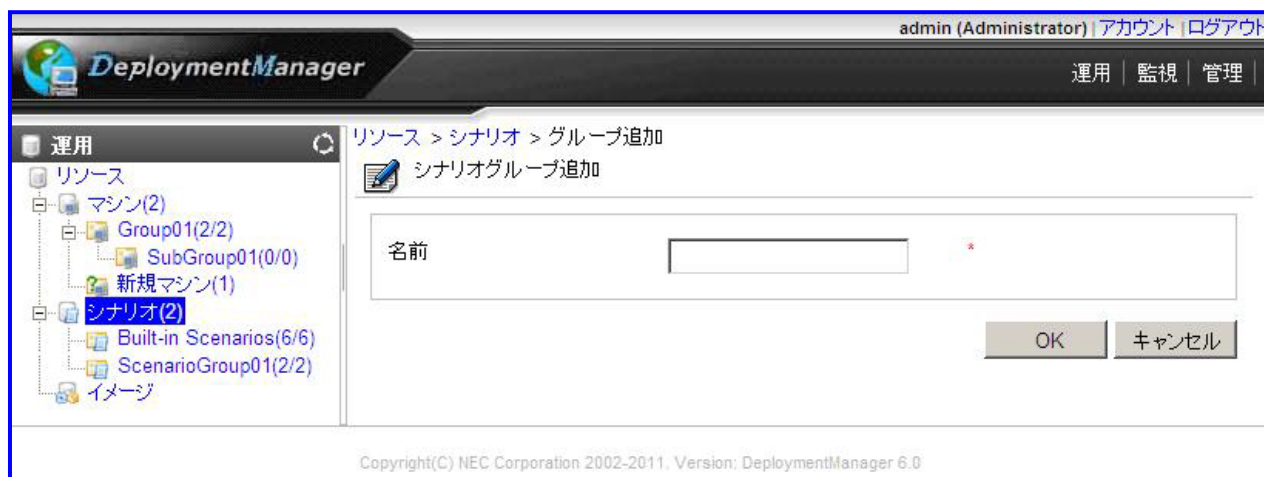 admin (Administrator) | アカウント | ログアウト
DeploymentManager
運用 | 監視 | 管理 |
運用
リソース
マシン(2)
Group01(2/2)
SubGroup01(0/0)
新規マシン(1)
シナリオ(2)
Built-in Scenarios(6/6)
ScenarioGroup01(2/2)
イメージ
リソース > シナリオ > グループ追加
シナリオグループ追加
名前 *
OK キャンセル
Copyright(C) NEC Corporation 2002-2011. Version: DeploymentManager 6.0